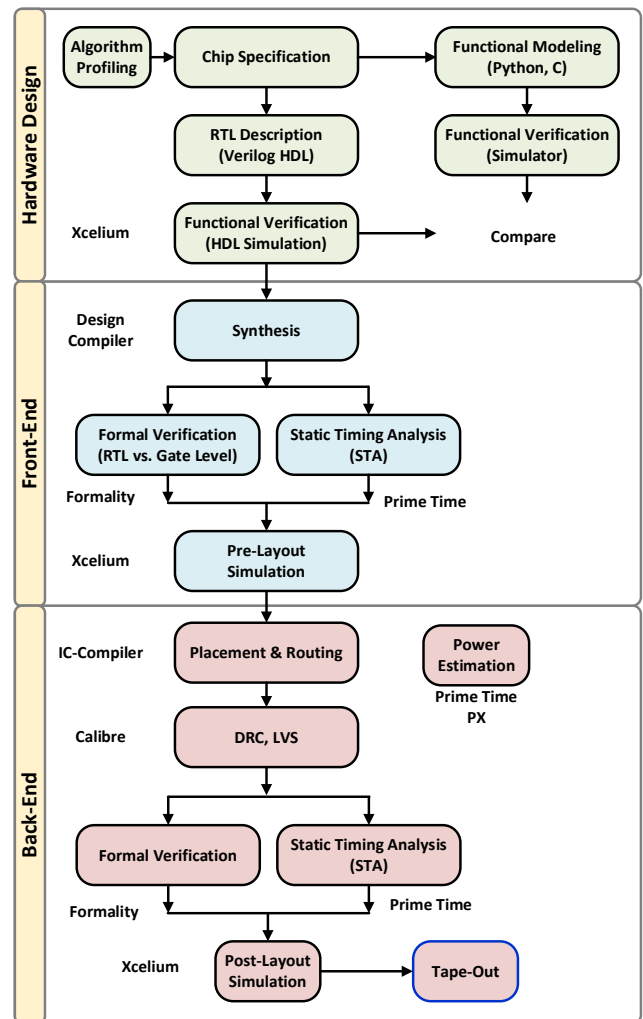 Hardware Design
Algorithm
Profiling
Chip Specification
Functional Modeling
(Python, C)
RTL Description
(Verilog HDL)
Functional Verification
(Simulator)
Xcelium
Functional Verification
(HDL Simulation)
Compare
Front-End
Design
Compiler
Synthesis
Formal Verification
(RTL vs. Gate Level)
Static Timing Analysis
(STA)
Formality
Prime Time
Xcelium
Pre-Layout
Simulation
Back-End
IC-Compiler
Placement & Routing
Power
Estimation
Prime Time
PX
Calibre
DRC, LVS
Formal Verification
Static Timing Analysis
(STA)
Formality
Prime Time
Xcelium
Post-Layout
Simulation
Tape-Out